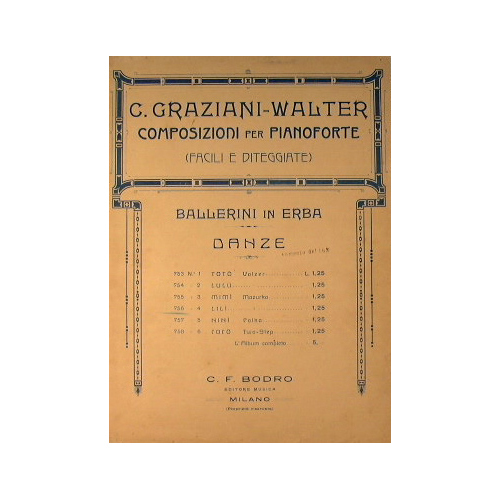 C. GRAZIANI-WALTER
COMPOSIZIONI PER PIANOFORTE
(FACILI E DITEGGIATE)
BALLERINI IN ERBA
DANZE
753 N.° 1 TOTÒ Valzer L. 1,25
754 - 2 LULÙ 1,25
755 - 3 MIMÌ Mazurka 1,25
756 - 4 LILÌ " 1,25
757 5 NINÌ Polka 1,25
758 - 6 FOFÒ Two-Step 1,25
L'Album completo 5,-
C. F. BODRO
EDITORE MUSICA
MILANO